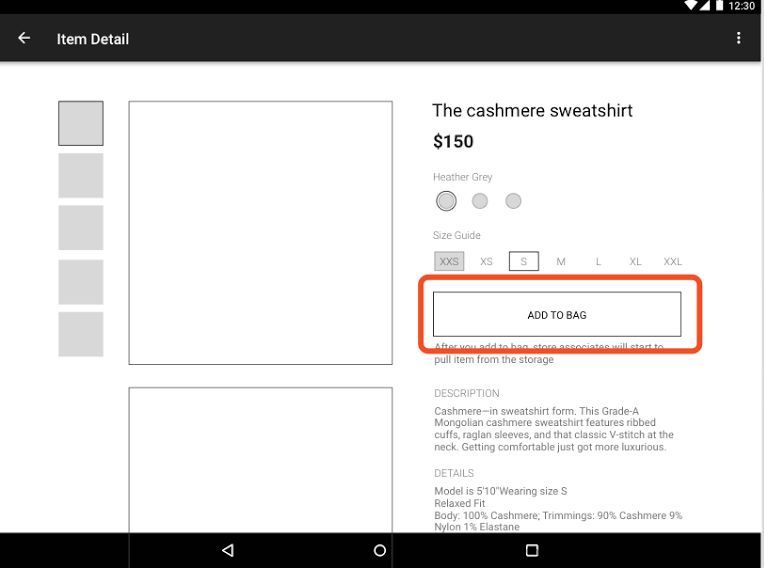 12:30
Item Detail
The cashmere sweatshirt
$150
Heather Grey
Size Guide
XXS XS S M L XL XXL
ADD TO BAG
After you add to bag, store associates will start to
pull item from the storage
DESCRIPTION
Cashmere—in sweatshirt form. This Grade-A
Mongolian cashmere sweatshirt features ribbed
cuffs, raglan sleeves, and that classic V-stitch at the
neck. Getting comfortable just got more luxurious.
DETAILS
Model is 5'10"Wearing size S
Relaxed Fit
Body: 100% Cashmere; Trimmings: 90% Cashmere 9%
Nylon 1% Elastane